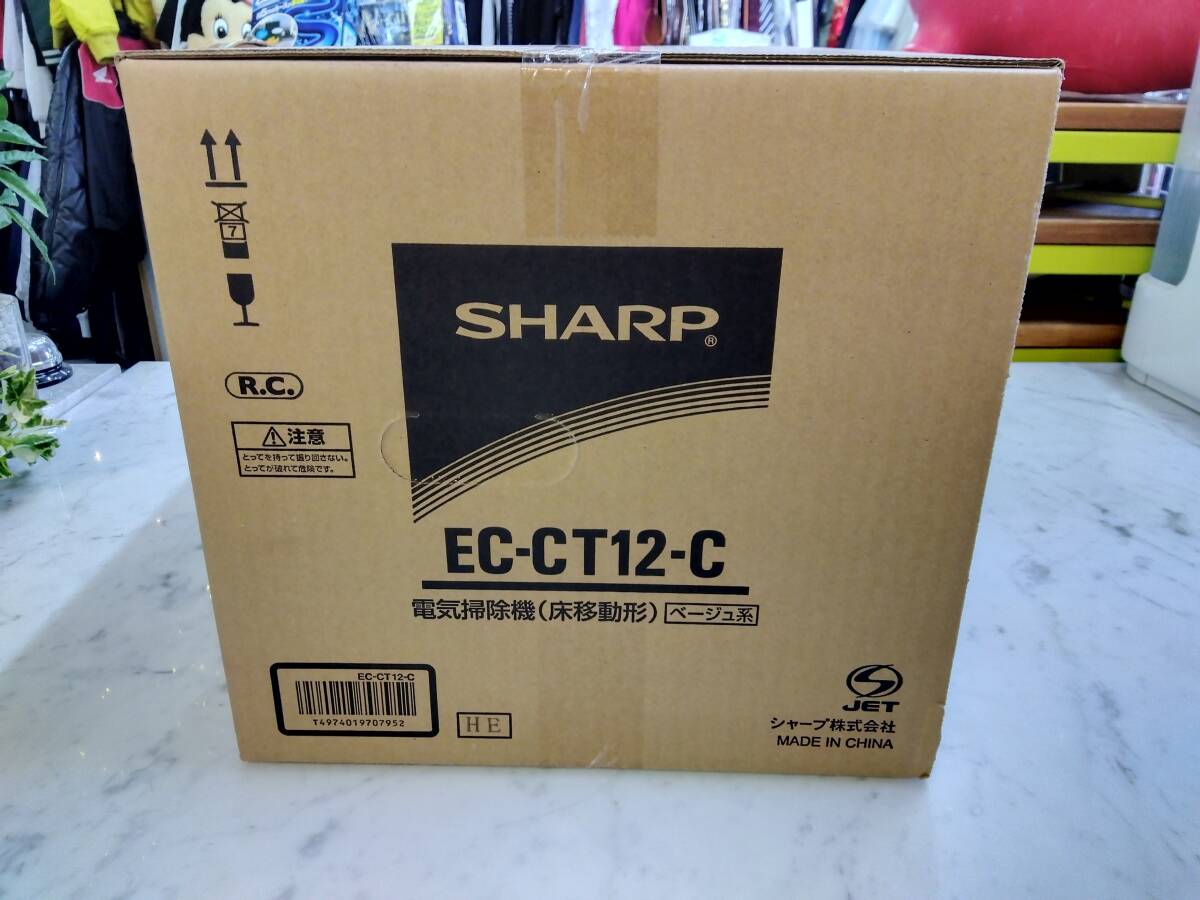 7
SHARP®
R.C.
⚠注意
とってを持って振り回さない。
とってが破れて危険です。
EC-CT12-C
電気掃除機(床移動形) ベージュ系
EC-CT12-C
T4974019707952
HE
JET
シャープ株式会社
MADE IN CHINA